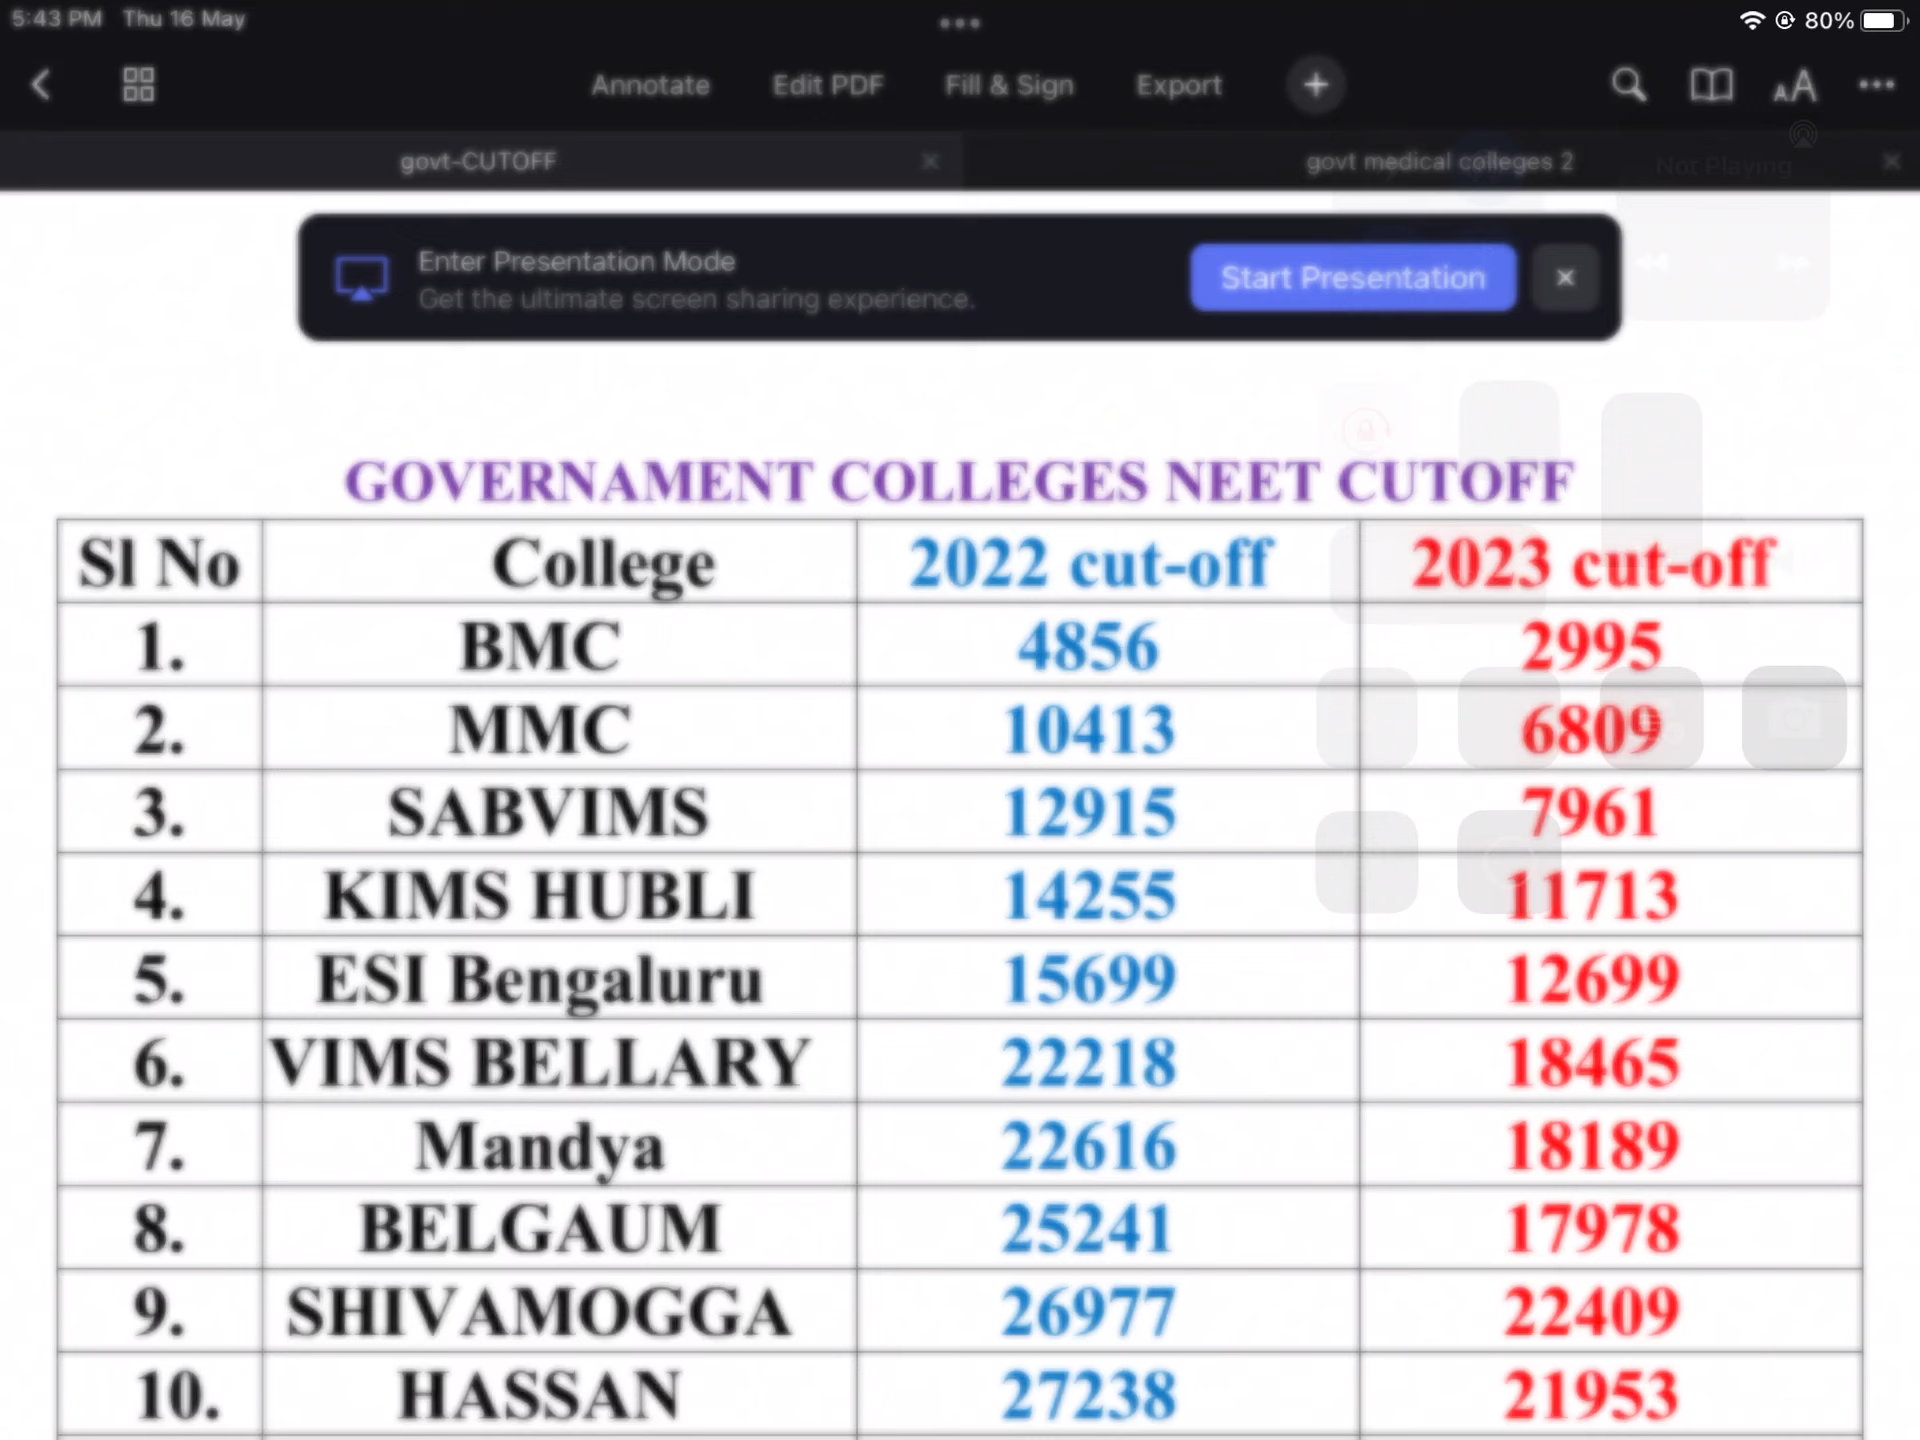 5:43 PM Thu 16 May 80%
Annotate Edit PDF Fill & Sign Export AA
govt-CUTOFF govt medical colleges 2 Not Playing
Enter Presentation Mode
Get the ultimate screen sharing experience.
Start Presentation
GOVERNAMENT COLLEGES NEET CUTOFF
Sl No College 2022 cut-off 2023 cut-off
1. BMC 4856 2995
2. MMC 10413 6809
3. SABVIMS 12915 7961
4. KIMS HUBLI 14255 11713
5. ESI Bengaluru 15699 12699
6. VIMS BELLARY 22218 18465
7. Mandya 22616 18189
8. BELGAUM 25241 17978
9. SHIVAMOGGA 26977 22409
10. HASSAN 27238 21953